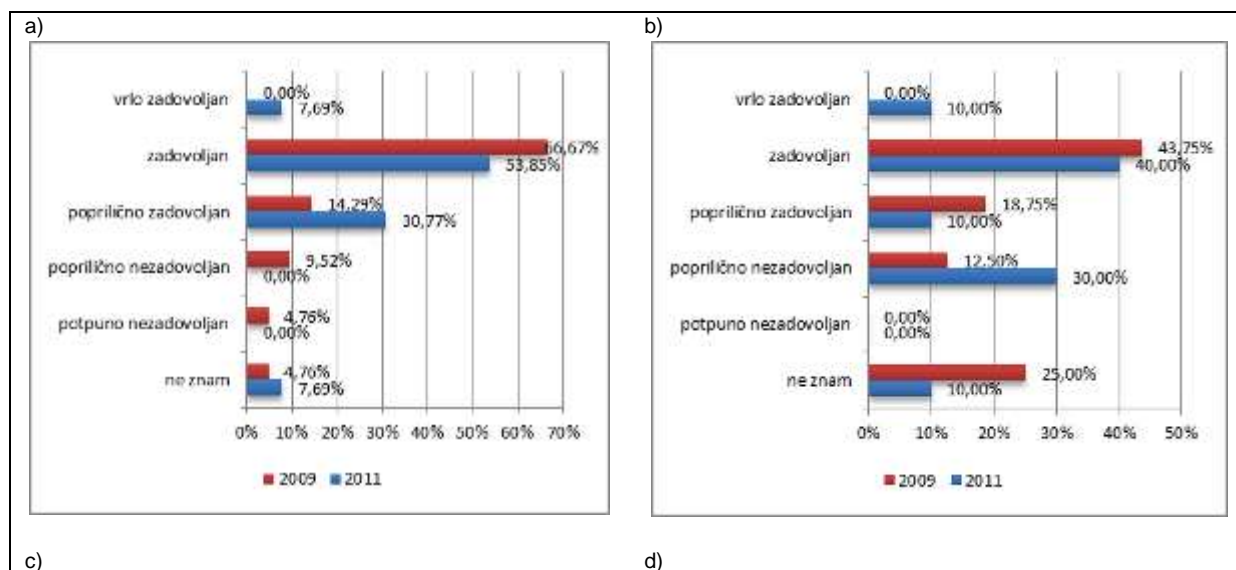 a)
vrlo zadovoljan
0,00%
7,69%
zadovoljan
66,67%
53,85%
poprilično zadovoljan
14,29%
30,77%
poprilično nezadovoljan
9,52%
0,00%
potpuno nezadovoljan
4,76%
0,00%
ne znam
4,76%
7,69%
0% 10% 20% 30% 40% 50% 60% 70%
2009 2011
b)
vrlo zadovoljan
0,00%
10,00%
zadovoljan
43,75%
40,00%
poprilično zadovoljan
18,75%
10,00%
poprilično nezadovoljan
12,50%
30,00%
potpuno nezadovoljan
0,00%
0,00%
ne znam
25,00%
10,00%
0% 10% 20% 30% 40% 50%
2009 2011
c)
d)